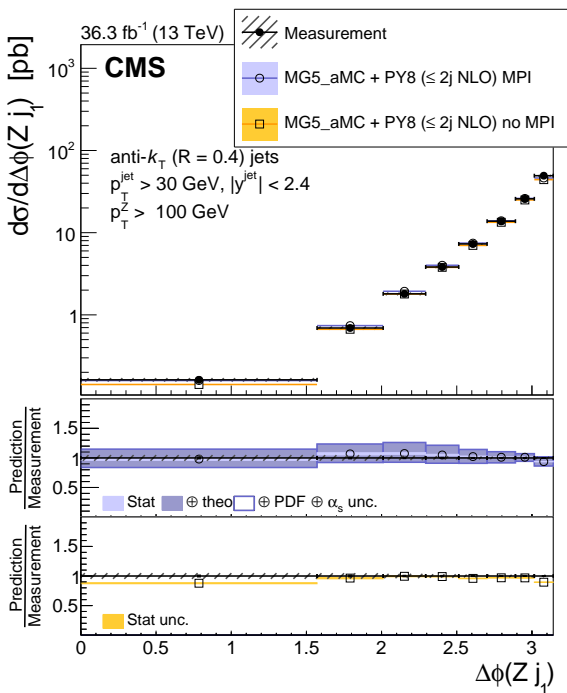 36.3 fb⁻¹ (13 TeV)
Measurement
MG5_aMC + PY8 (≤ 2j NLO) MPI
MG5_aMC + PY8 (≤ 2j NLO) no MPI
CMS
anti-k_T (R = 0.4) jets
p_T^jet > 30 GeV, |y^jet| < 2.4
p_T^Z > 100 GeV
dσ/dΔϕ(Z j₁) [pb]
10³
10²
10
1
Prediction
Measurement
1.5
1
0.5
Stat ⊕ theo ⊕ PDF ⊕ α_s unc.
Prediction
Measurement
1.5
1
0.5
Stat unc.
0 0.5 1 1.5 2 2.5 3
Δϕ(Z j₁)